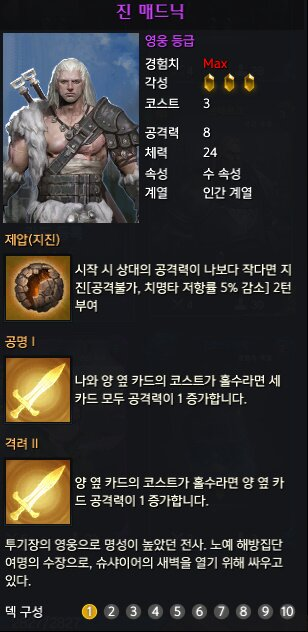 진 매드닉
영웅 등급
경험치 Max
각성
코스트 3
공격력 8
체력 24
속성 수 속성
계열 인간 계열
제압(지진)
시작 시 상대의 공격력이 나보다 작다면 지
진[공격불가, 치명타 저항률 5% 감소] 2턴
부여
공명 I
나와 양 옆 카드의 코스트가 홀수라면 세
카드 모두 공격력이 1 증가합니다.
격려 II
양 옆 카드의 코스트가 홀수라면 양 옆 카
드 공격력이 1 증가합니다.
투기장의 영웅으로 명성이 높았던 전사. 노예 해방집단
여명의 수장으로, 슈샤이어의 새벽을 열기 위해 싸우고
있다.
덱 구성 1 2 3 4 5 6 7 8 9 10